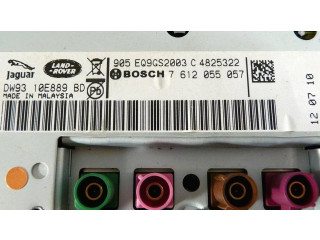 905 EQ9GS2003 C 4825322
Jaguar
LAND-
ROVER
BOSCH 7 612 055 057
DW93 10E889 BD
MADE IN MALAYSIA
P6
12 07 10